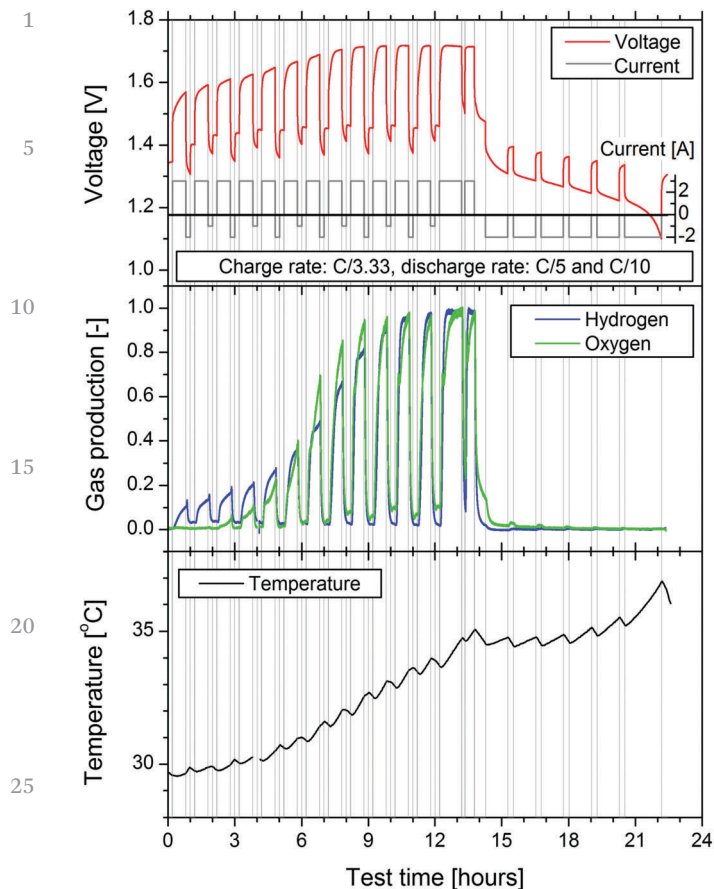 1
1.8
1.6
1.4
1.2
1.0
Voltage [V]
Voltage
Current
5
Current [A]
2
0
-2
Charge rate: C/3.33, discharge rate: C/5 and C/10
10
1.0
0.8
0.6
0.4
0.2
0.0
Gas production [-]
Hydrogen
Oxygen
15
Temperature
20
35
30
Temperature [°C]
25
0 3 6 9 12 15 18 21 24
Test time [hours]